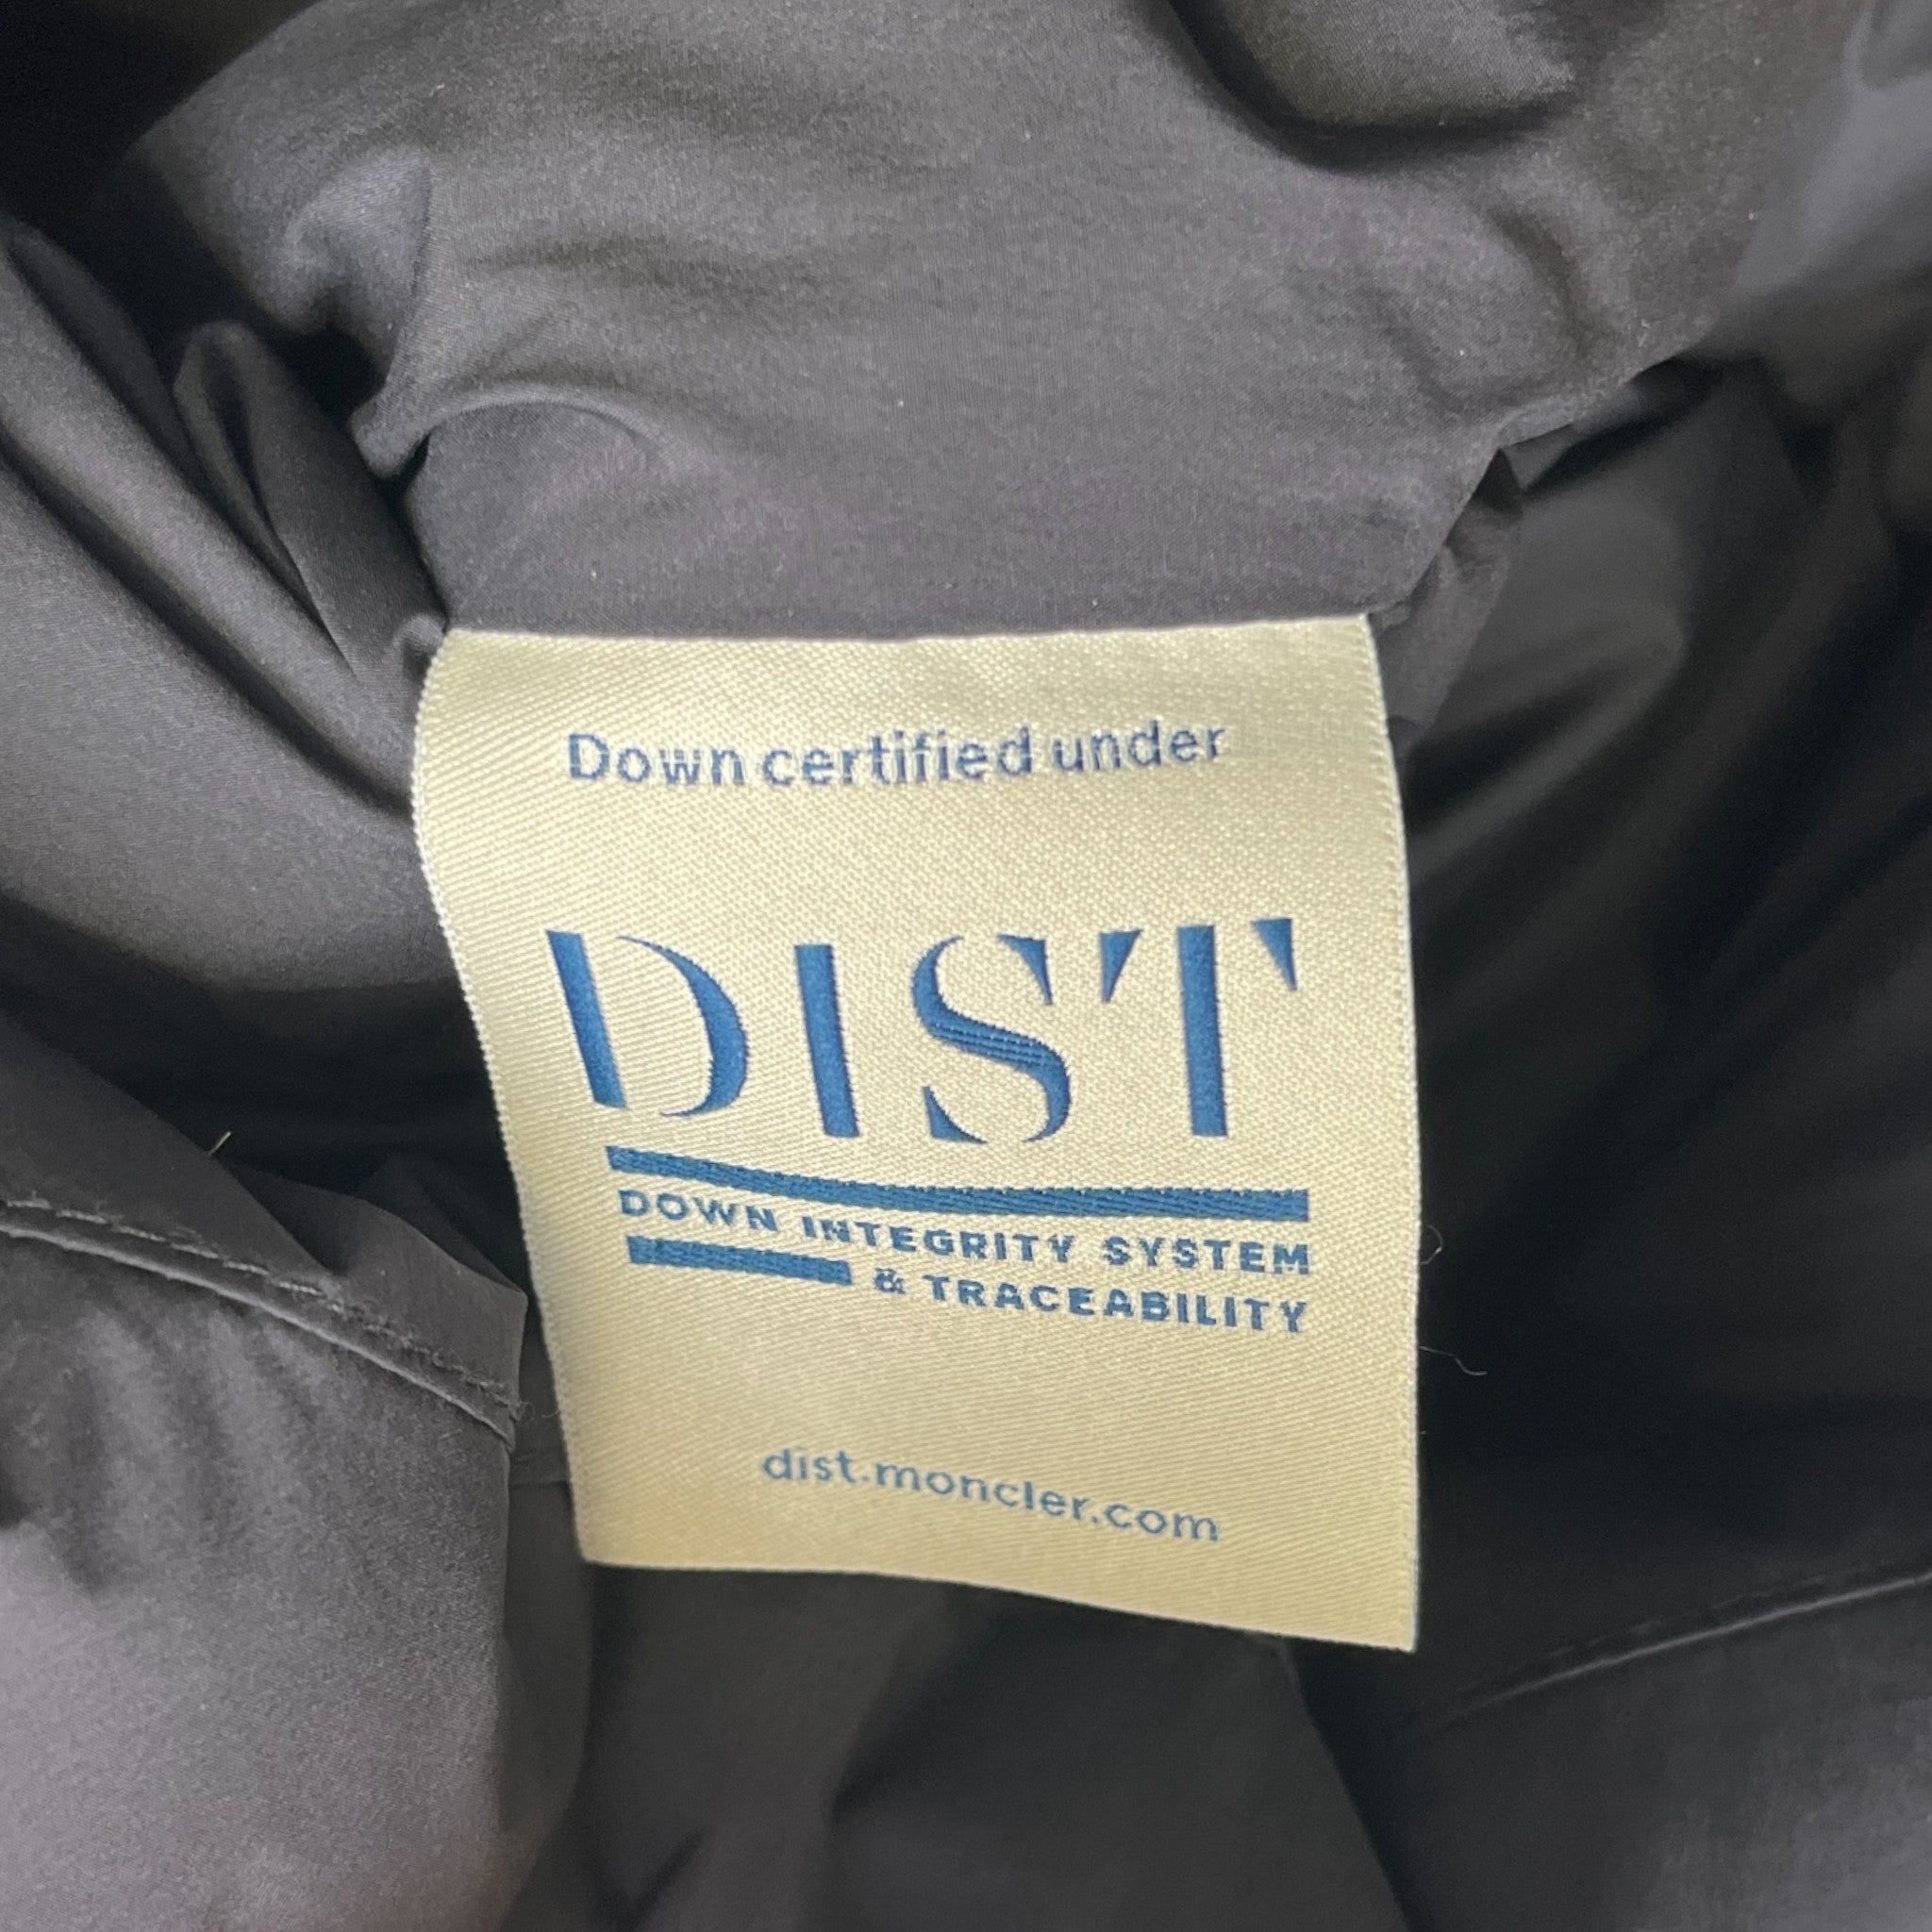 Down certified under
DIST
DOWN INTEGRITY SYSTEM
& TRACEABILITY
dist.moncler.com